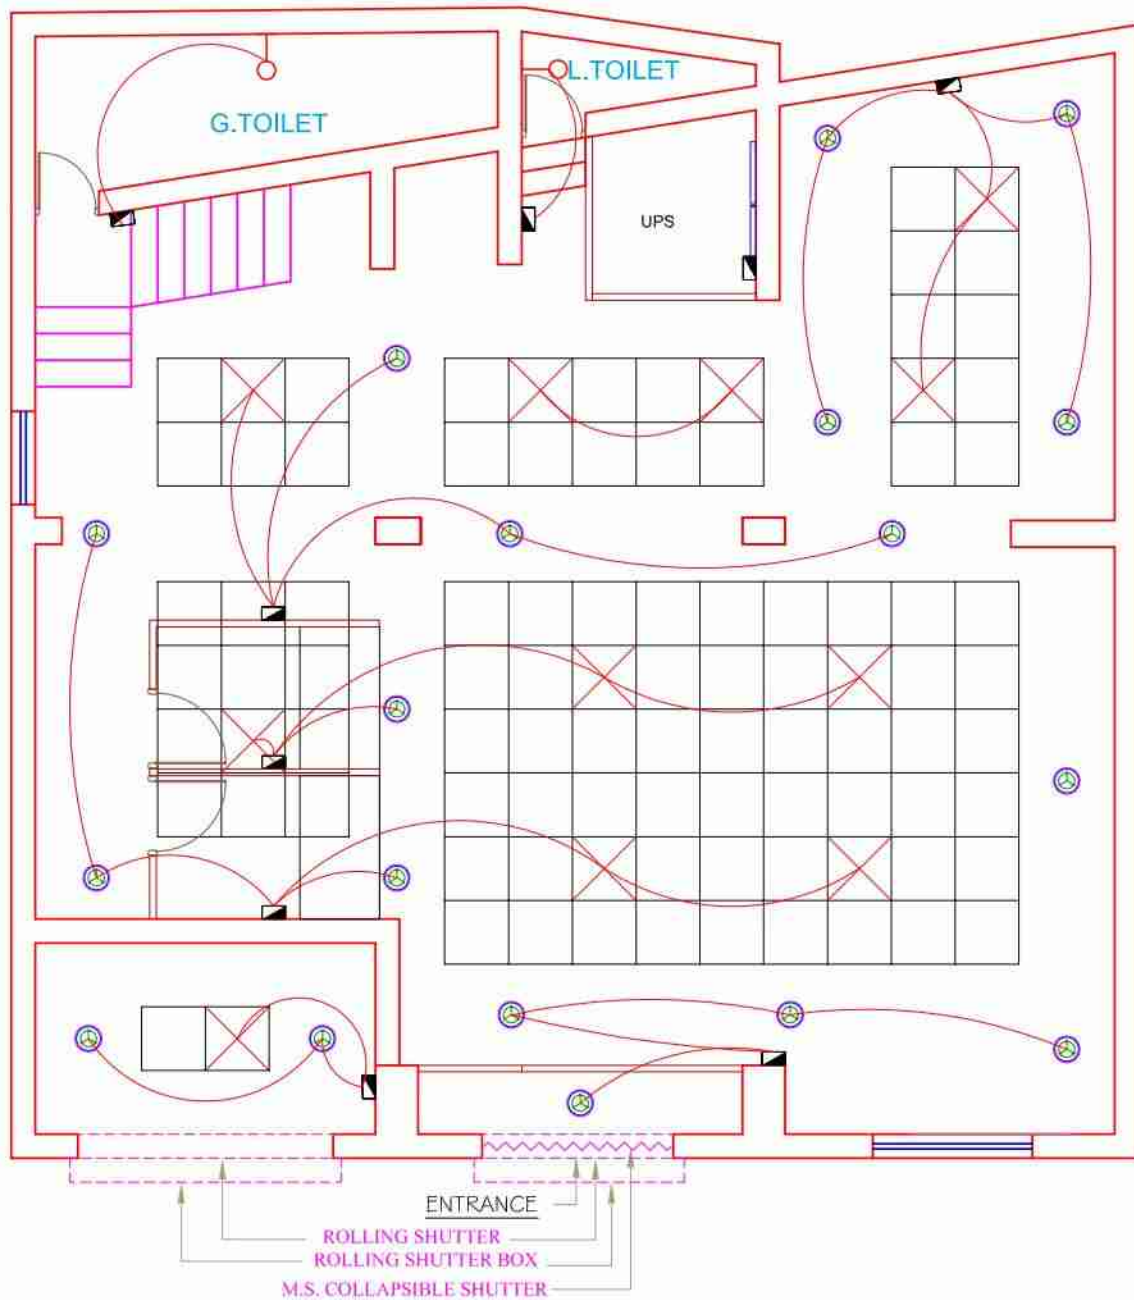 L.TOILET
G.TOILET
UPS
ENTRANCE
ROLLING SHUTTER
ROLLING SHUTTER BOX
M.S. COLLAPSIBLE SHUTTER